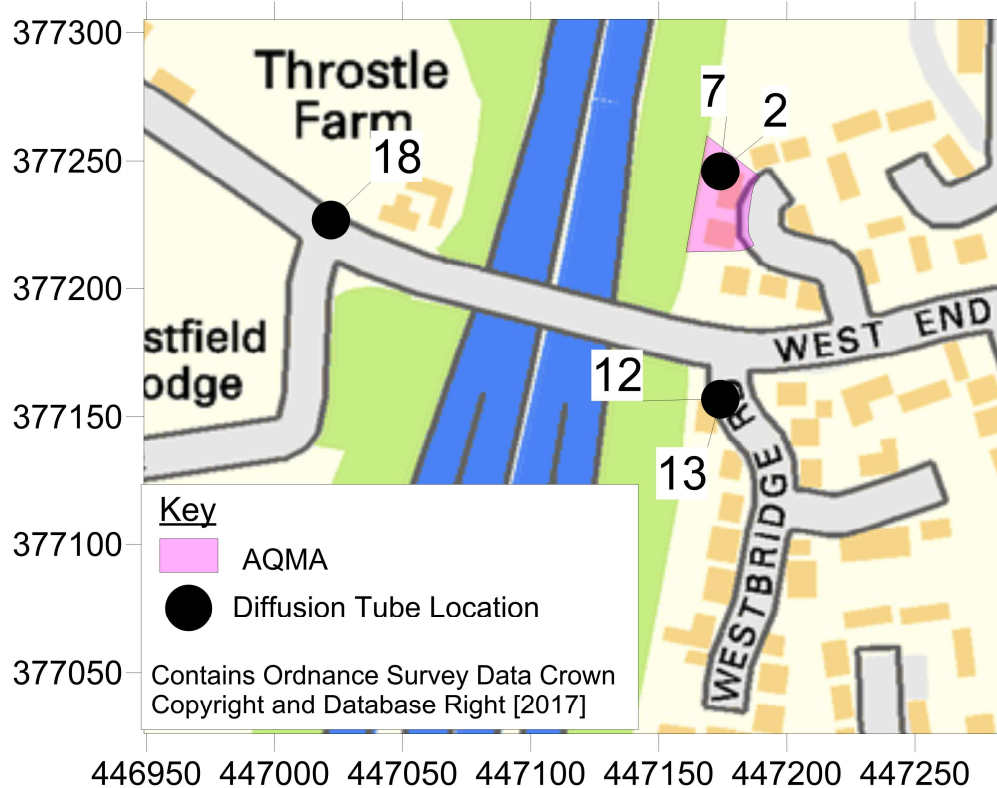 377300
377250
377200
377150
377100
377050
Throstle
Farm
18
7
2
stfield
odge
12
13
WEST END
WESTBRIDGE RD
Key
AQMA
Diffusion Tube Location
Contains Ordnance Survey Data Crown
Copyright and Database Right [2017]
446950 447000 447050 447100 447150 447200 447250